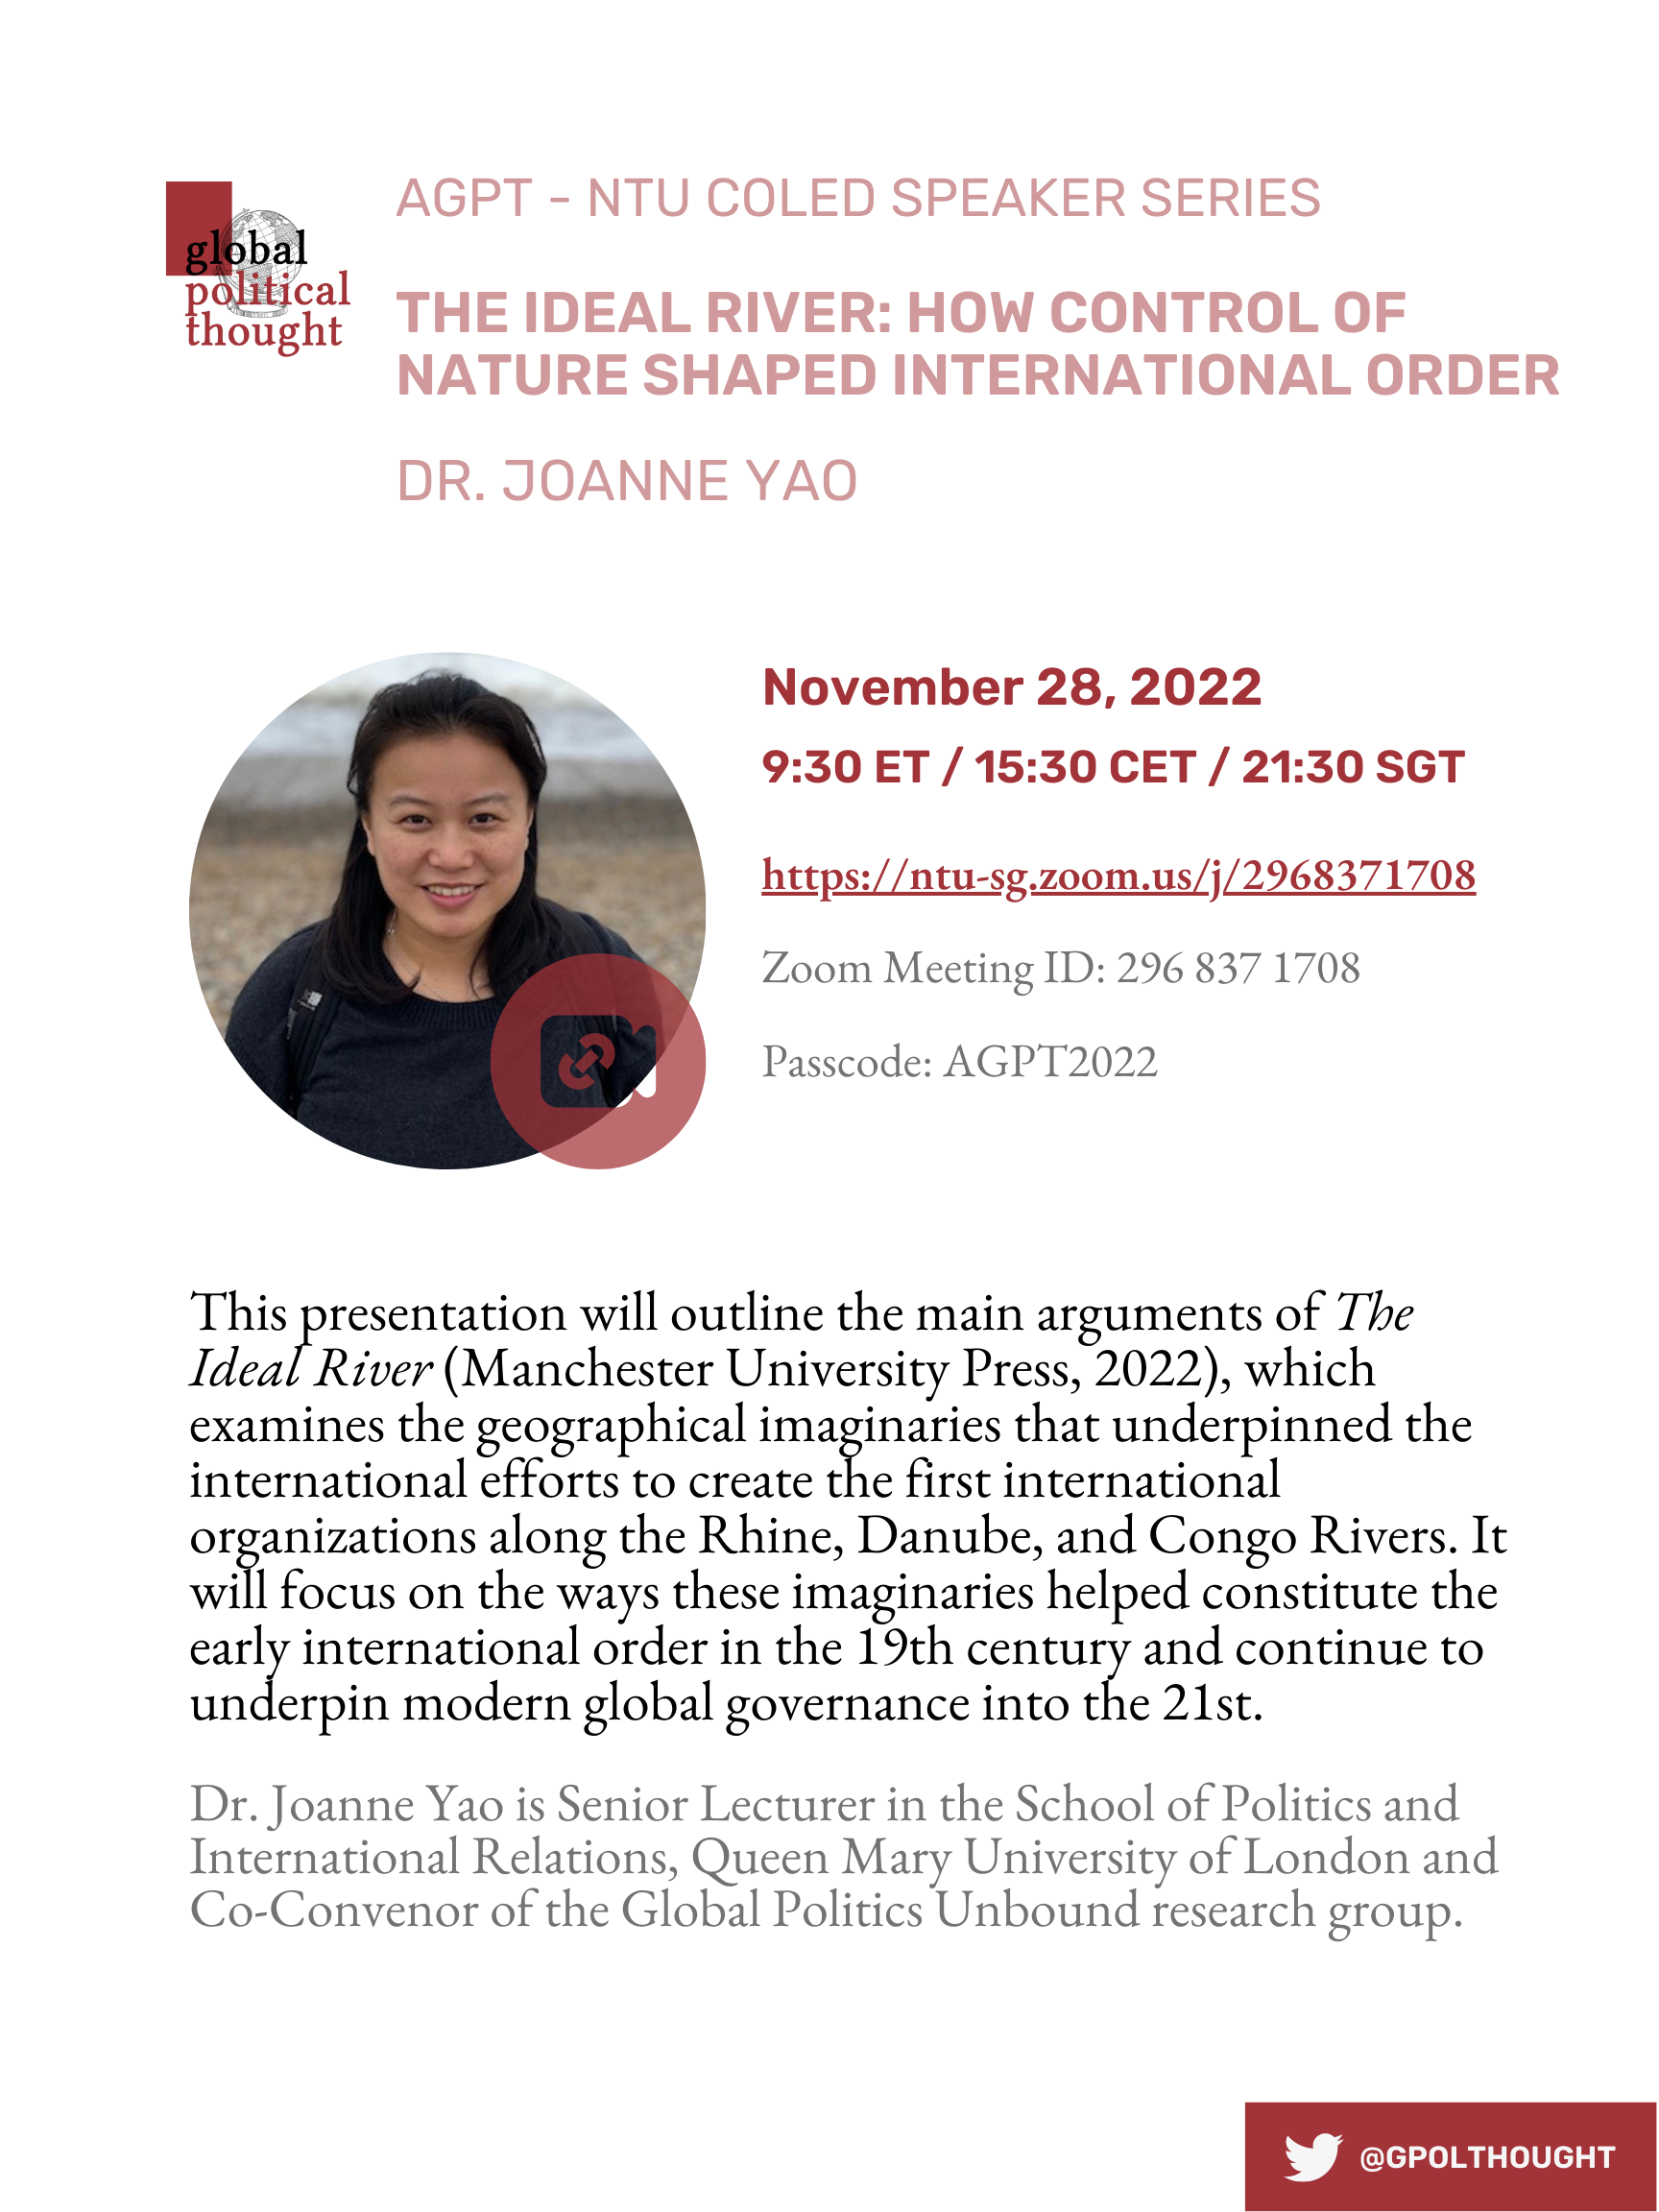 global
political
thought
AGPT - NTU COLED SPEAKER SERIES
THE IDEAL RIVER: HOW CONTROL OF
NATURE SHAPED INTERNATIONAL ORDER
DR. JOANNE YAO
November 28, 2022
9:30 ET / 15:30 CET / 21:30 SGT
https://ntu-sg.zoom.us/j/2968371708
Zoom Meeting ID: 296 837 1708
Passcode: AGPT2022
This presentation will outline the main arguments of The
Ideal River (Manchester University Press, 2022), which
examines the geographical imaginaries that underpinned the
international efforts to create the first international
organizations along the Rhine, Danube, and Congo Rivers. It
will focus on the ways these imaginaries helped constitute the
early international order in the 19th century and continue to
underpin modern global governance into the 21st.
Dr. Joanne Yao is Senior Lecturer in the School of Politics and
International Relations, Queen Mary University of London and
Co-Convenor of the Global Politics Unbound research group.
@GPOLTHOUGHT